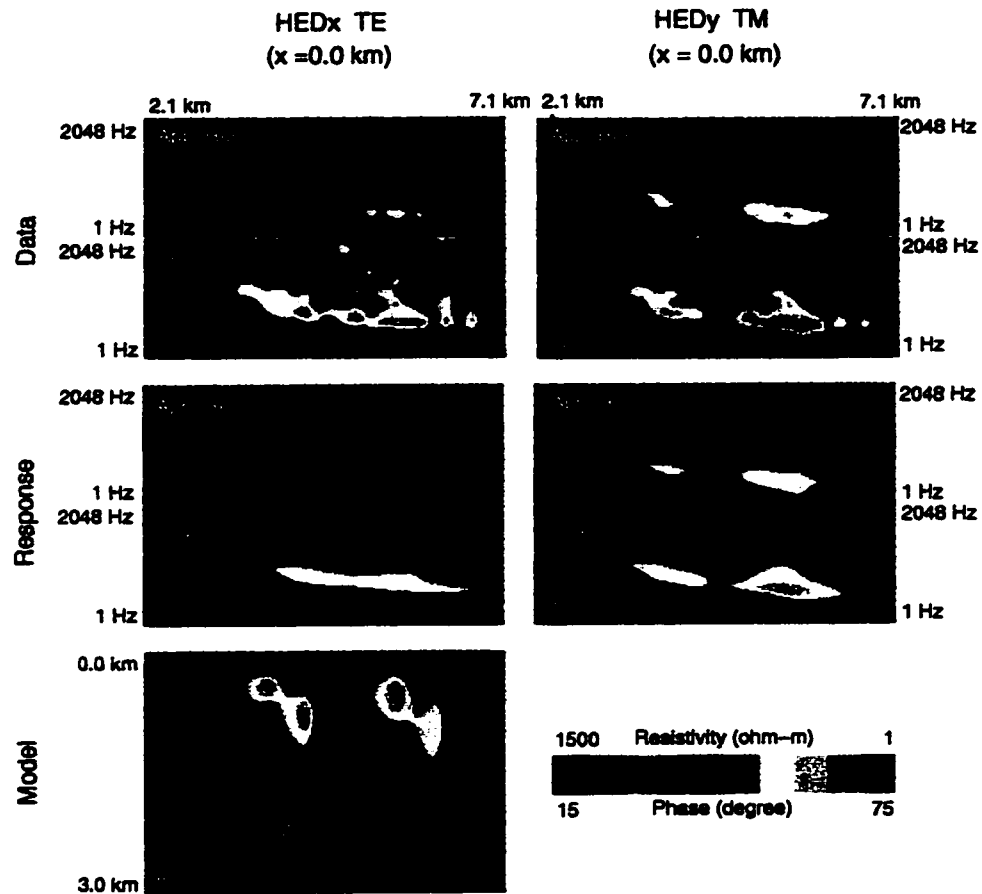 HEDx TE
(x =0.0 km)
HEDy TM
(x = 0.0 km)
2.1 km
7.1 km
2.1 km
7.1 km
Data
2048 Hz
1 Hz
2048 Hz
1 Hz
2048 Hz
1 Hz
2048 Hz
1 Hz
Response
2048 Hz
1 Hz
2048 Hz
1 Hz
2048 Hz
1 Hz
2048 Hz
1 Hz
Model
0.0 km
3.0 km
1500 Resistivity (ohm-m) 1
15 Phase (degree) 75